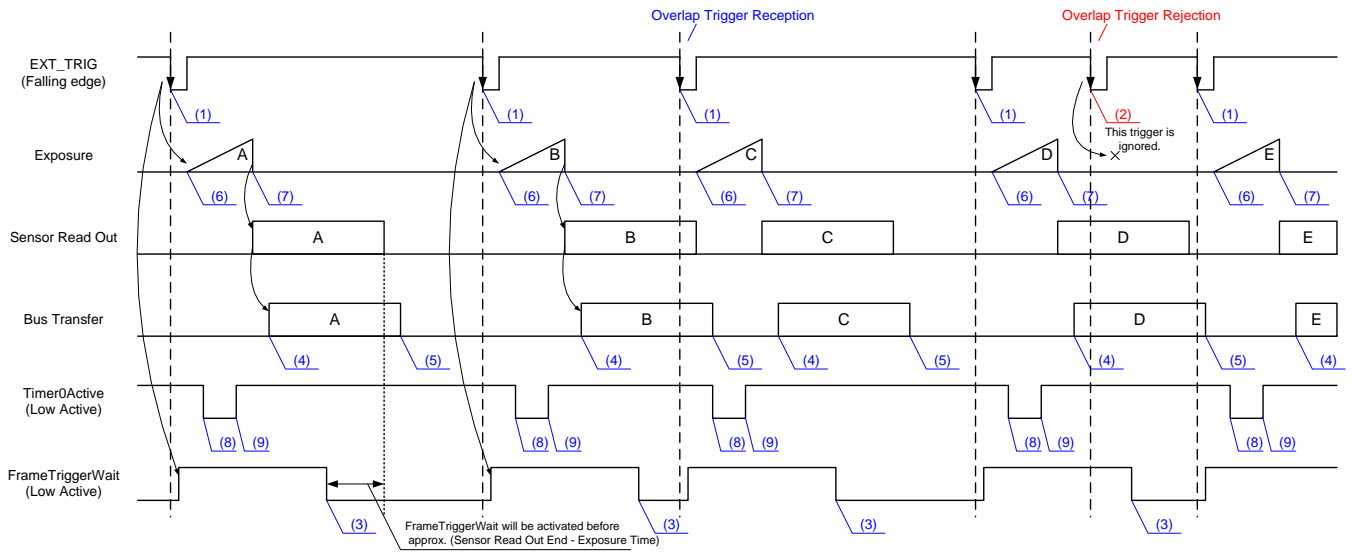 Overlap Trigger Reception
Overlap Trigger Rejection
EXT_TRIG
(Falling edge)
(1)
(1)
(1)
(1)
(2)
(1)
This trigger is
ignored.
Exposure
A
B
C
D
E
(6)
(7)
(6)
(7)
(6)
(7)
(6)
(7)
(6)
(7)
Sensor Read Out
A
B
C
D
E
Bus Transfer
A
B
C
D
E
(4)
(5)
(4)
(5)
(4)
(5)
(4)
(5)
(4)
Timer0Active
(Low Active)
(8)
(9)
(8)
(9)
(8)
(9)
(8)
(9)
(8)
(9)
FrameTriggerWait
(Low Active)
(3)
(3)
(3)
(3)
FrameTriggerWait will be activated before
approx. (Sensor Read Out End - Exposure Time)